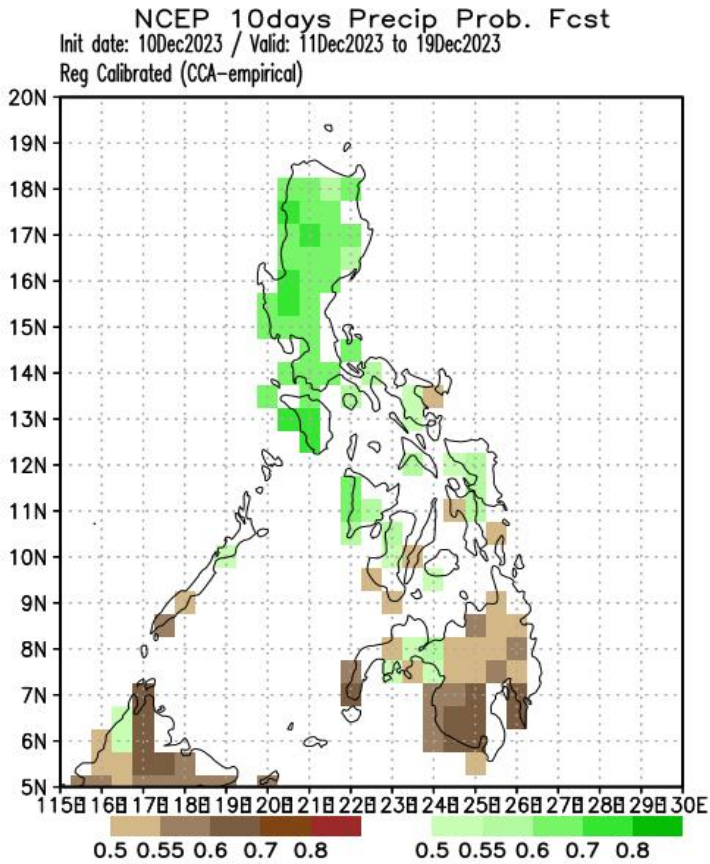 NCEP 10days Precip Prob. Fcst
Init date: 10Dec2023 / Valid: 11Dec2023 to 19Dec2023
Reg Calibrated (CCA-empirical)
20N
19N
18N
17N
16N
15N
14N
13N
12N
11N
10N
9N
8N
7N
6N
5N
115E 116E 117E 118E 119E 120E 121E 122E 123E 124E 125E 126E 127E 128E 129E 130E
0.5 0.55 0.6 0.7 0.8 0.5 0.55 0.6 0.7 0.8